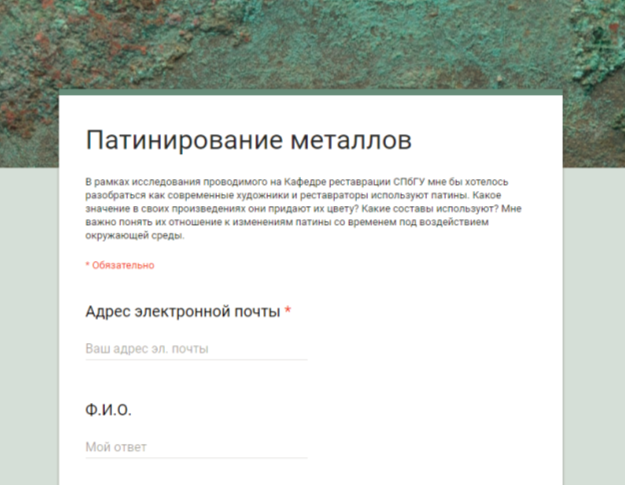 Патинирование металлов
В рамках исследования проводимого на Кафедре реставрации СПбГУ мне бы хотелось
разобраться как современные художники и реставраторы используют патины. Какое
значение в своих произведениях они придают их цвету? Какие составы используют? Мне
важно понять их отношение к изменениям патины со временем под воздействием
окружающей среды.
* Обязательно
Адрес электронной почты *
Ваш адрес эл. почты
Ф.И.О.
Мой ответ